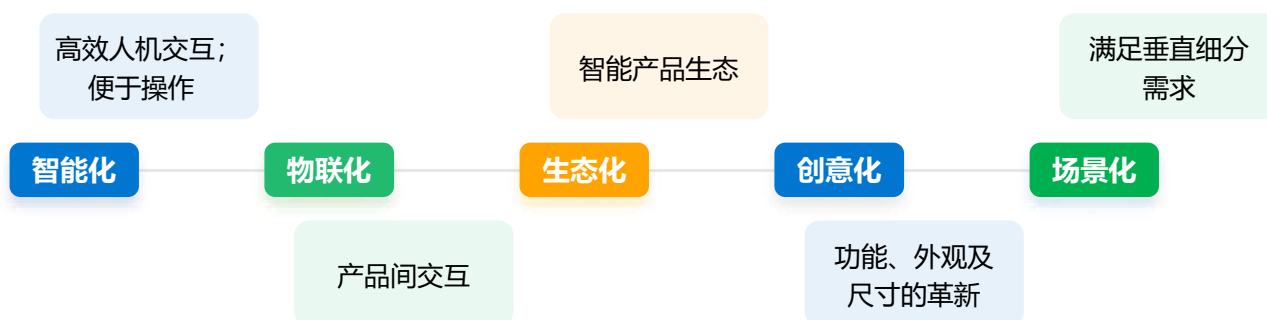 高效人机交互；
便于操作
智能产品生态
满足垂直细分
需求
智能化
物联化
生态化
创意化
场景化
产品间交互
功能、外观及
尺寸的革新